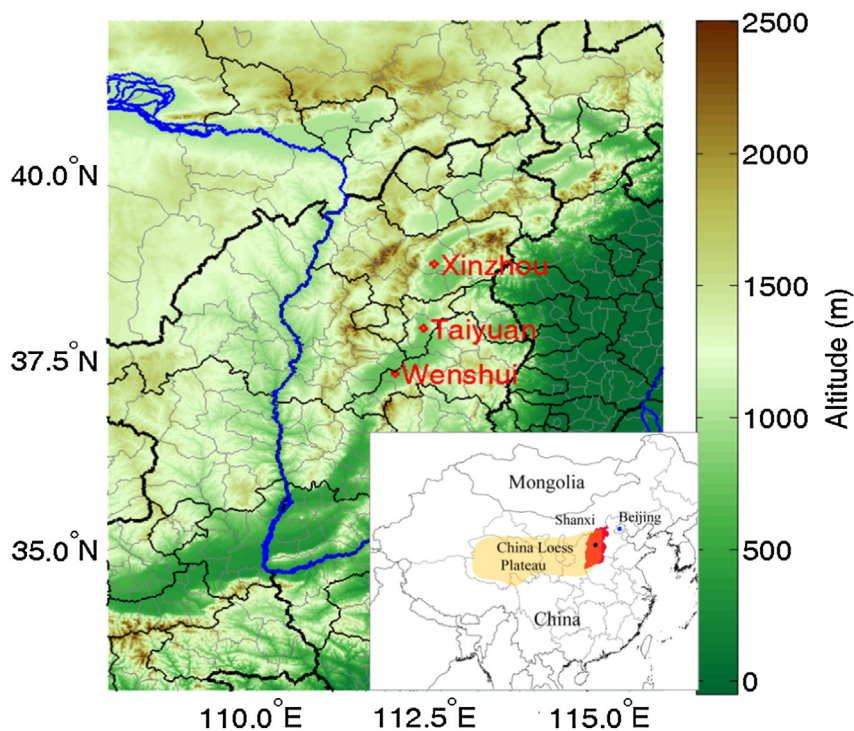 2500
2000
1500
1000
500
0
Altitude (m)
40.0°N
37.5°N
35.0°N
110.0°E
112.5°E
115.0°E
Xinzhou
Taiyuan
Wenshui
Mongolia
Shanxi
Beijing
China Loess
Plateau
China